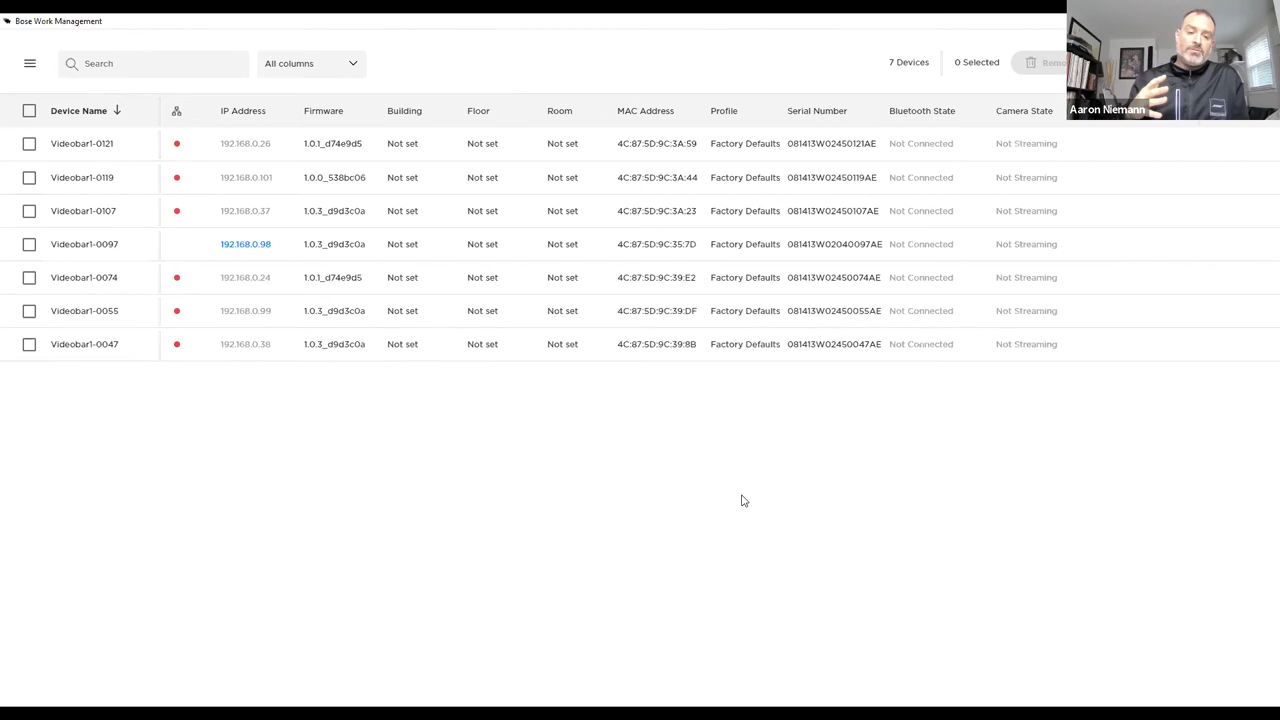 Bose Work Management
Search
All columns
7 Devices
0 Selected
Remo
Aaron Niemann
Device Name IP Address Firmware Building Floor Room MAC Address Profile Serial Number Bluetooth State Camera State
Videobar1-0121 192.168.0.26 1.0.1_d74e9d5 Not set Not set Not set 4C:87:5D:9C:3A:59 Factory Defaults 081413W02450121AE Not Connected Not Streaming
Videobar1-0119 192.168.0.101 1.0.0_538bc06 Not set Not set Not set 4C:87:5D:9C:3A:44 Factory Defaults 081413W02450119AE Not Connected Not Streaming
Videobar1-0107 192.168.0.37 1.0.3_d9d3c0a Not set Not set Not set 4C:87:5D:9C:3A:23 Factory Defaults 081413W02450107AE Not Connected Not Streaming
Videobar1-0097 192.168.0.98 1.0.3_d9d3c0a Not set Not set Not set 4C:87:5D:9C:35:7D Factory Defaults 081413W02040097AE Not Connected Not Streaming
Videobar1-0074 192.168.0.24 1.0.1_d74e9d5 Not set Not set Not set 4C:87:5D:9C:39:E2 Factory Defaults 081413W02450074AE Not Connected Not Streaming
Videobar1-0055 192.168.0.99 1.0.3_d9d3c0a Not set Not set Not set 4C:87:5D:9C:39:DF Factory Defaults 081413W02450055AE Not Connected Not Streaming
Videobar1-0047 192.168.0.38 1.0.3_d9d3c0a Not set Not set Not set 4C:87:5D:9C:39:8B Factory Defaults 081413W02450047AE Not Connected Not Streaming